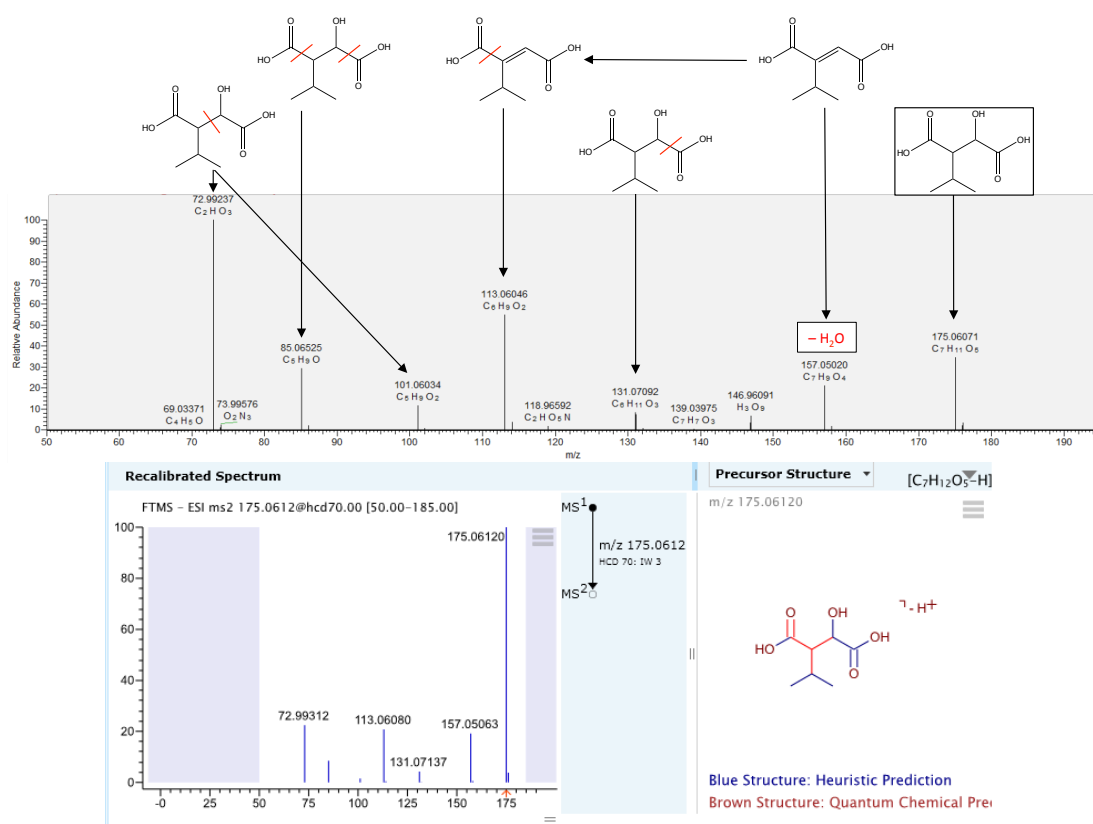 O
OH
HO
OH
O
O
OH
HO
O
O
OH
HO
O
O
OH
HO
OH
O
O
OH
HO
OH
O
O
OH
HO
OH
O
72.99237
C2HO3
113.06046
C6H9O2
– H2O
175.06071
C7H11O5
85.06525
C5H9O
157.05020
C7H9O4
101.06034
C5H9O2
131.07092
C6H11O3
146.96091
H3O9
69.03371
C4H5O
73.99576
O2N3
118.96592
C2HO5N
139.03975
C7H7O3
Relative Abundance
100
90
80
70
60
50
40
30
20
10
0
50 60 70 80 90 100 110 120 130 140 150 160 170 180 190
m/z
Recalibrated Spectrum
FTMS - ESI ms2 175.0612@hcd70.00 [50.00-185.00]
100
80
60
40
20
0
175.06120
72.99312
113.06080
157.05063
131.07137
-0 25 50 75 100 125 150 175
MS1
m/z 175.0612
HCD 70: IW 3
MS2
Precursor Structure
[C7H12O5-H]
m/z 175.06120
O
OH
HO
OH
O
- H+
Blue Structure: Heuristic Prediction
Brown Structure: Quantum Chemical Pre